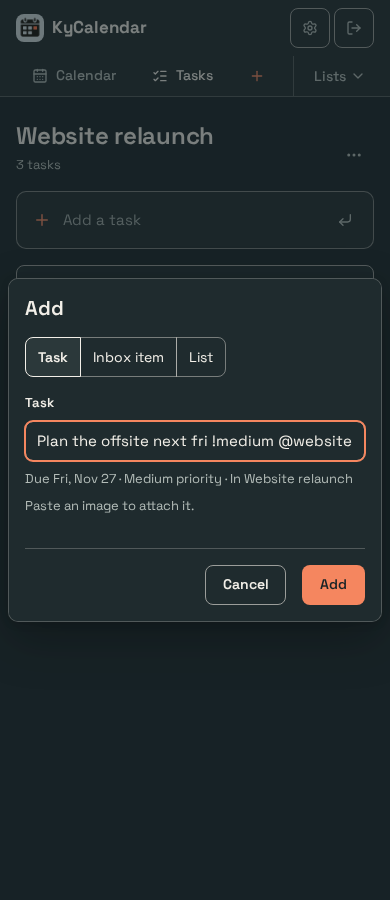 KyCalendar
Calendar
Tasks
Lists
Website relaunch
3 tasks
Add a task
Add
Task
Inbox item
List
Task
Plan the offsite next fri !medium @website
Due Fri, Nov 27 · Medium priority · In Website relaunch
Paste an image to attach it.
Cancel
Add